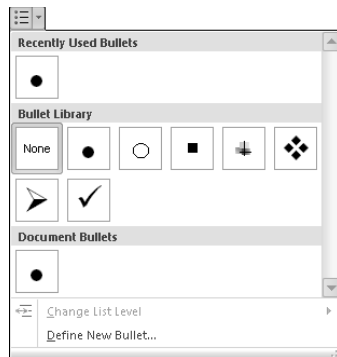 Recently Used Bullets
Bullet Library
None
Document Bullets
Change List Level
Define New Bullet...